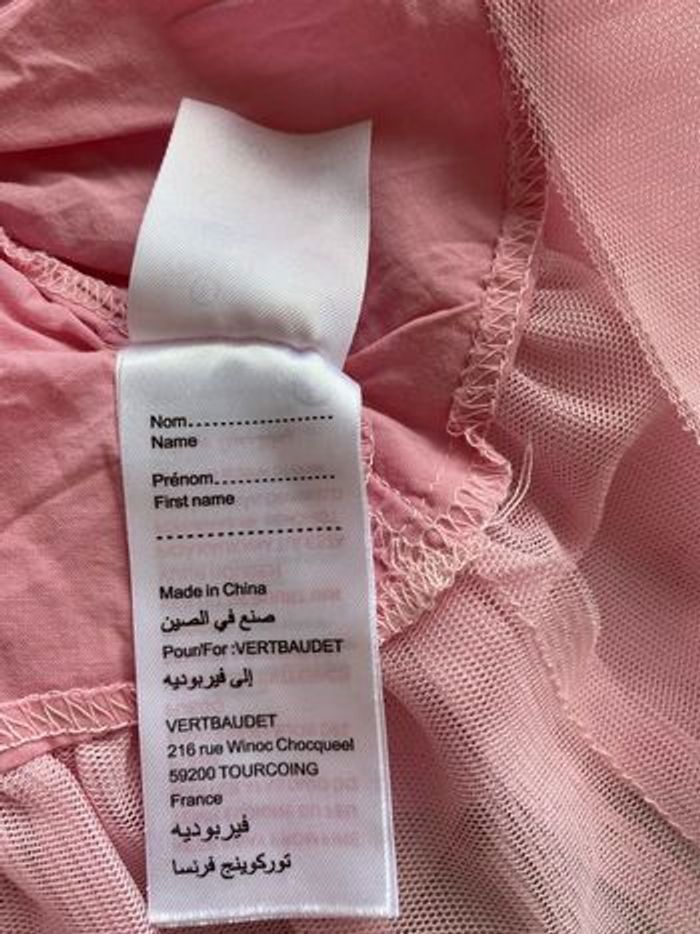 Nom....................
Name
Prénom.................
First name
..........................
Made in China
صنع في الصين
Pour/For :VERTBAUDET
إلى فيربوديه
VERTBAUDET
216 rue Winoc Chocqueel
59200 TOURCOING
France
فيربوديه
توركوينج فرنسا